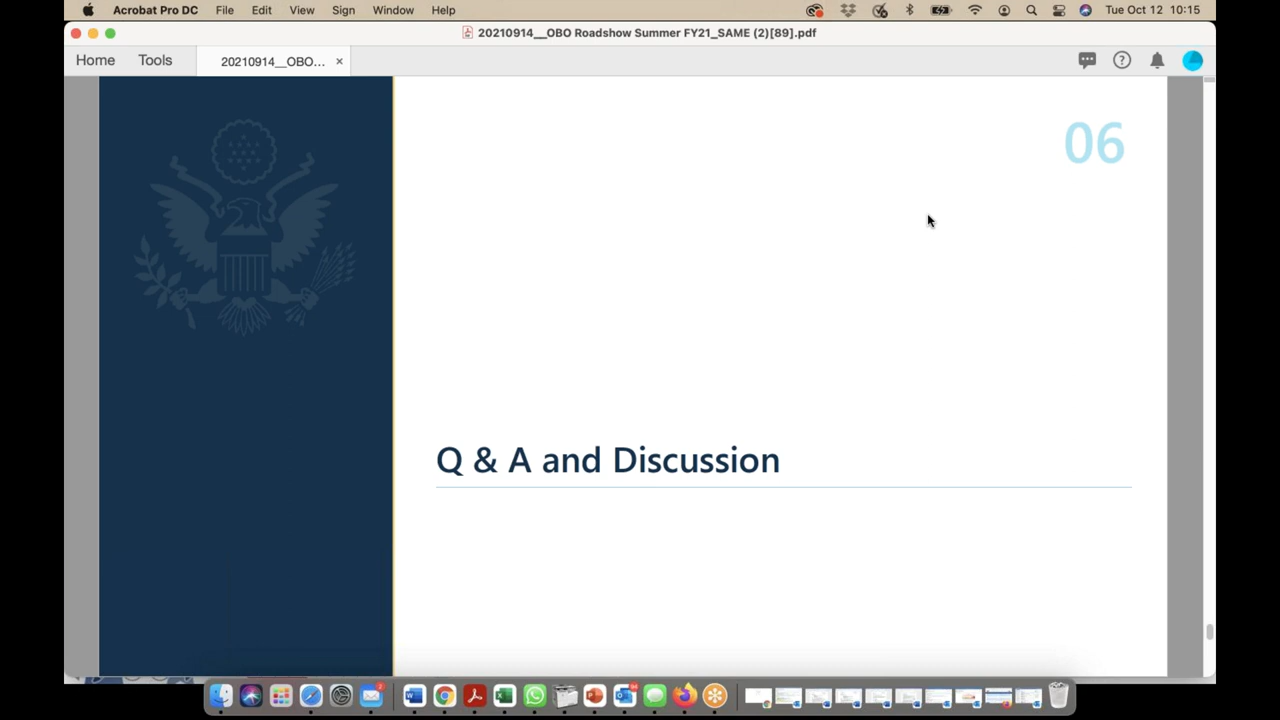 Acrobat Pro DC File Edit View Sign Window Help Tue Oct 12 10:15
20210914__OBO Roadshow Summer FY21_SAME (2)[89].pdf
Home Tools 20210914__OBO... ×
06
Q & A and Discussion